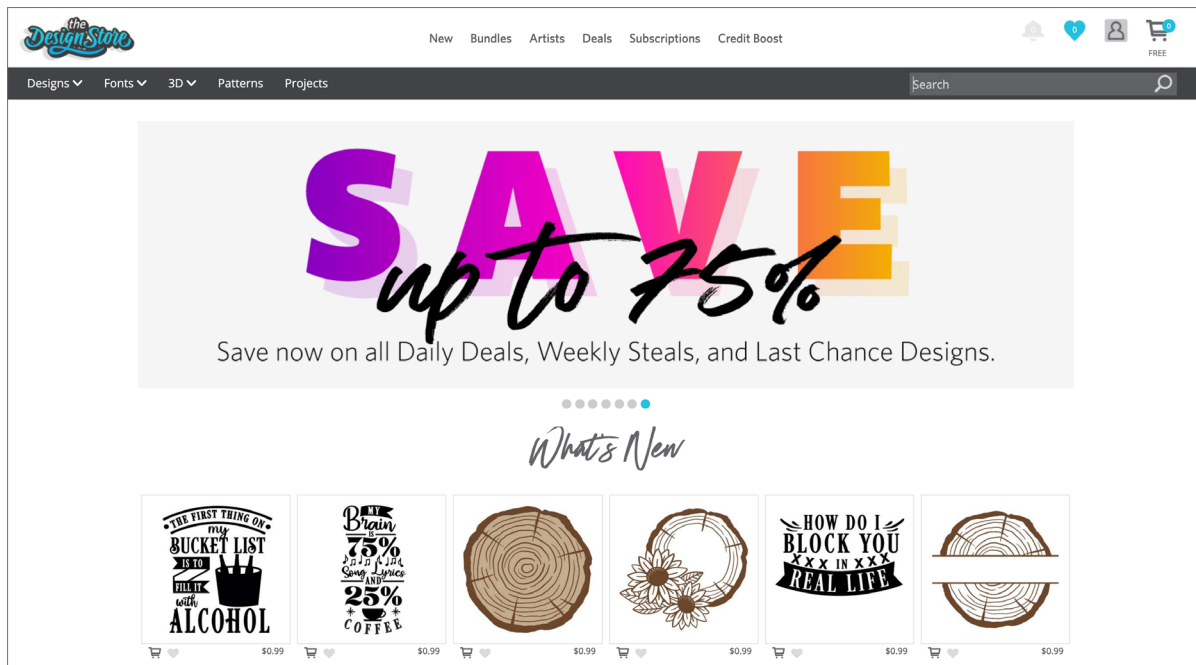 the
Design Store
New Bundles Artists Deals Subscriptions Credit Boost
0 0 0
FREE
Designs Fonts 3D Patterns Projects Search
SAVE
up to 75%
Save now on all Daily Deals, Weekly Steals, and Last Chance Designs.
What's New
THE FIRST THING ON
my
BUCKET LIST
IS TO
FILL IT
with
ALCOHOL
MY
Brain
IS
75%
Song Lyrics
AND
25%
COFFEE
HOW DO I
BLOCK YOU
XXX IN XXX
REAL LIFE
$0.99 $0.99 $0.99 $0.99 $0.99 $0.99